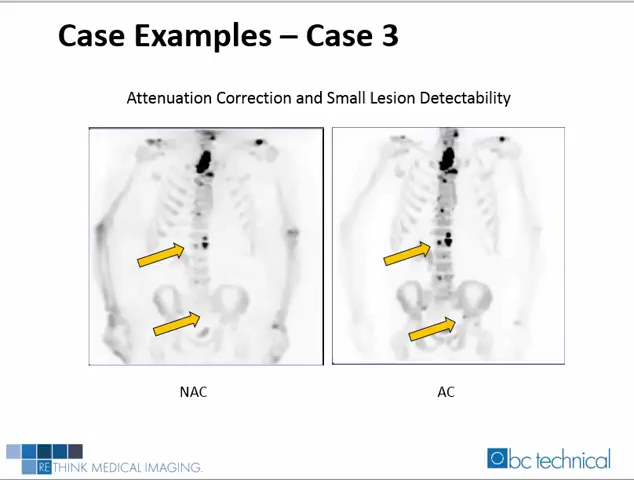 Case Examples – Case 3
Attenuation Correction and Small Lesion Detectability
NAC
AC
RETHINK MEDICAL IMAGING.
bc technical